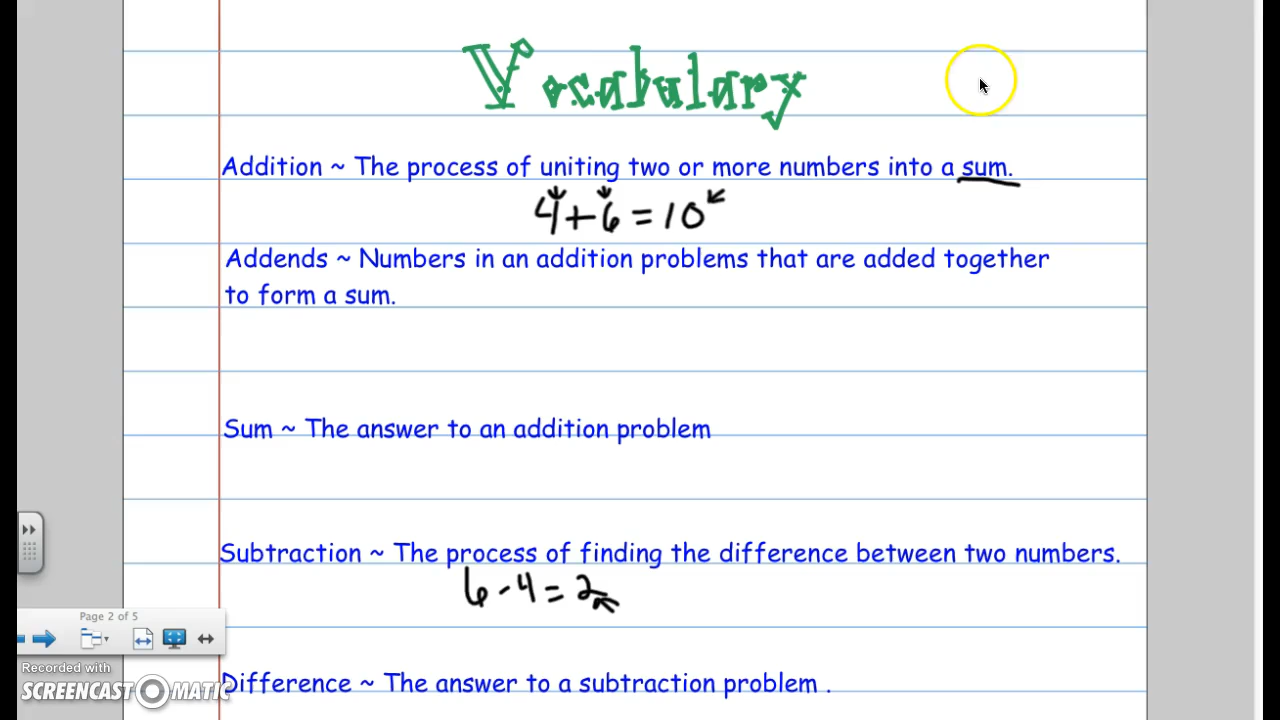 Vocabulary
Addition ~ The process of uniting two or more numbers into a sum.
4+6=10
Addends ~ Numbers in an addition problems that are added together
to form a sum.
Sum ~ The answer to an addition problem
Subtraction ~ The process of finding the difference between two numbers.
6-4=2
Page 2 of 5
Recorded with
SCREENCAST O MATIC
Difference ~ The answer to a subtraction problem .